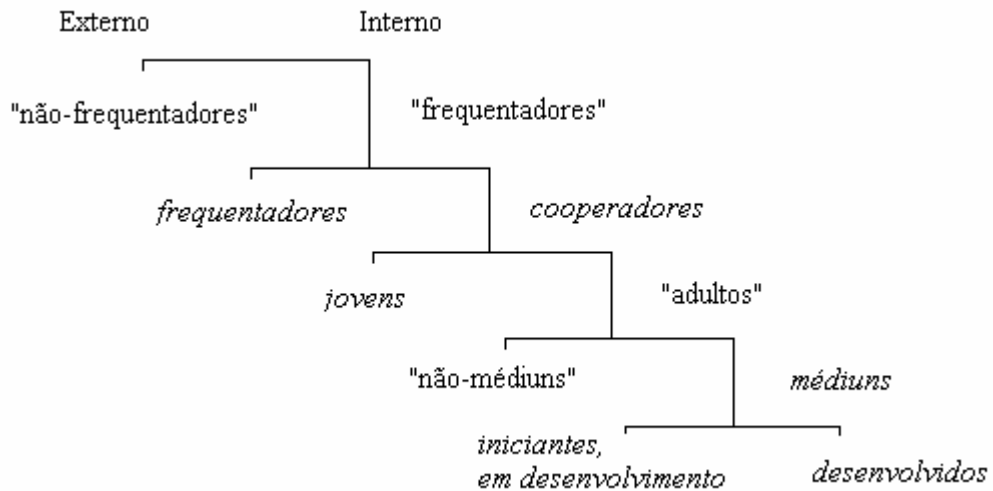 Externo Interno
"não-frequentadores" "frequentadores"
frequentadores cooperadores
jovens "adultos"
"não-médiuns" médiuns
iniciantes,
em desenvolvimento desenvolvidos